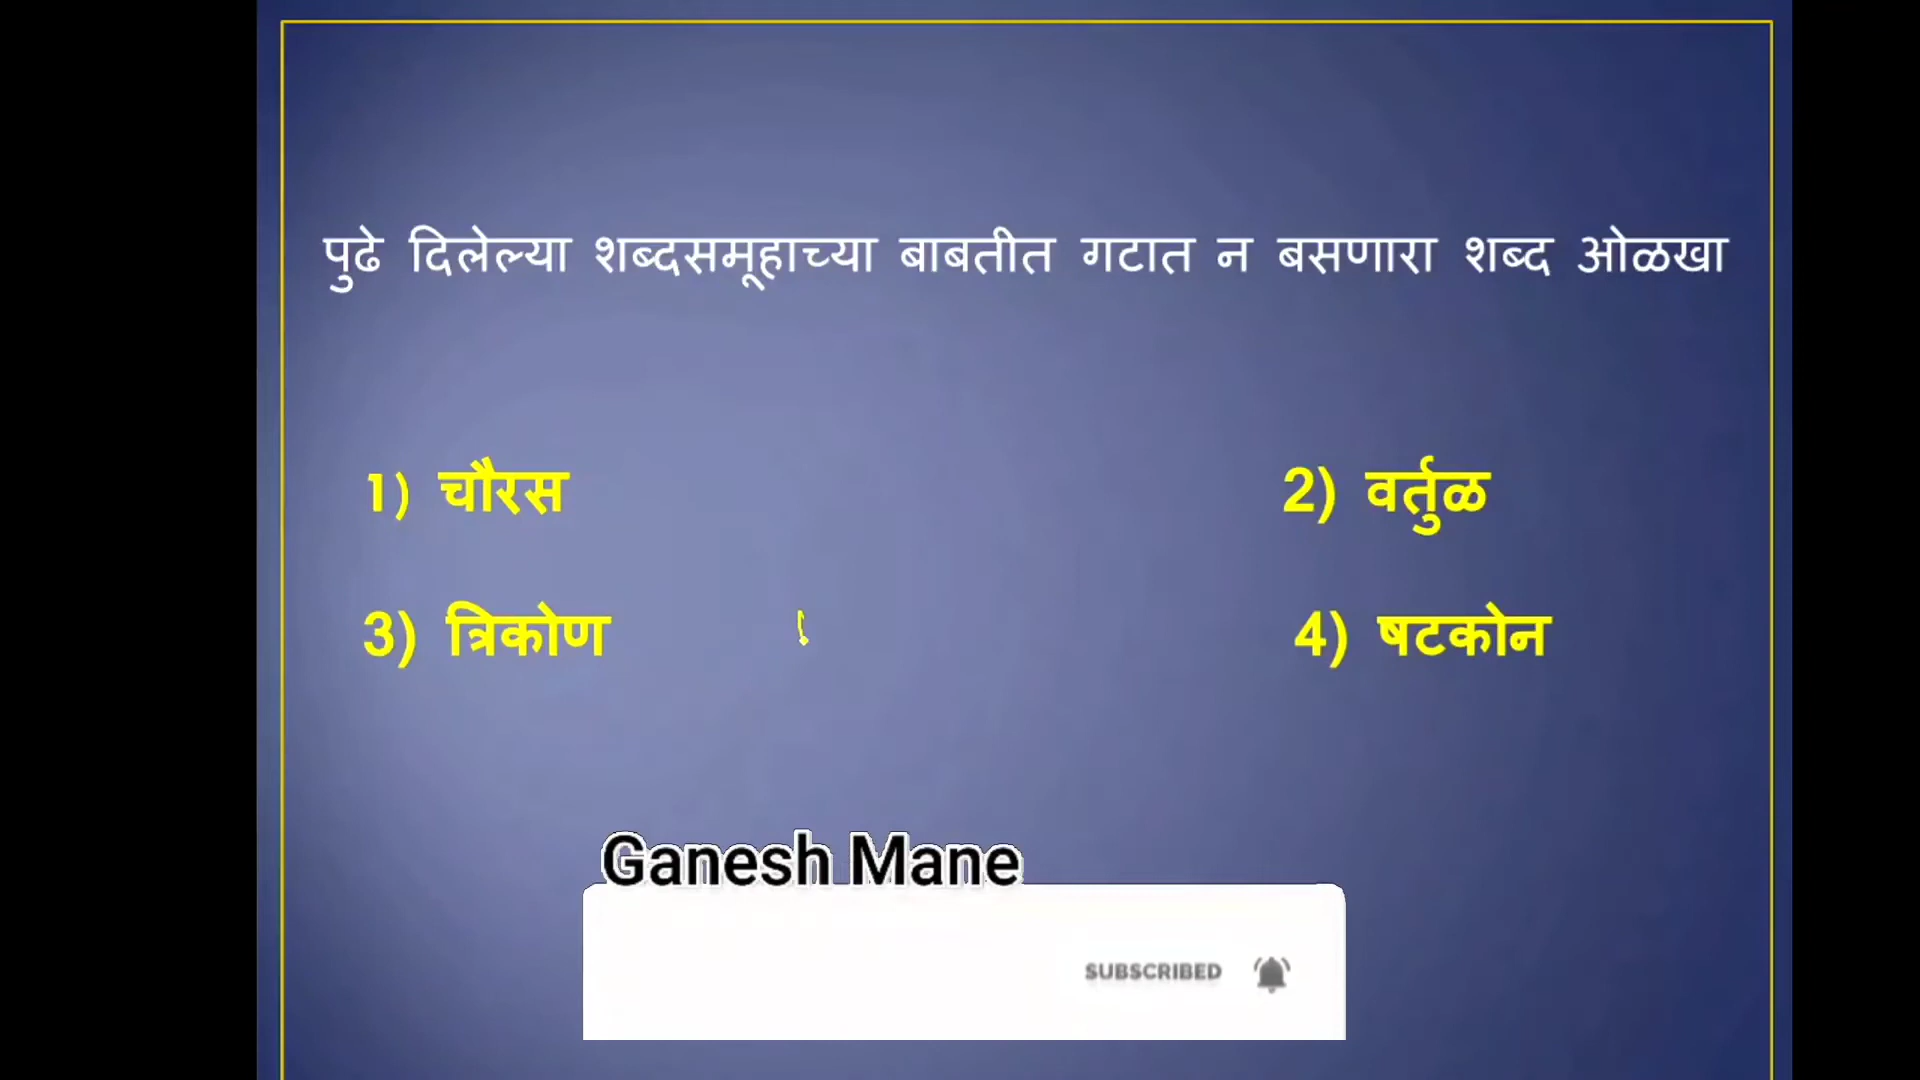 पुढे दिलेल्या शब्दसमूहाच्या बाबतीत गटात न बसणारा शब्द ओळखा
1) चौरस
2) वर्तुळ
3) त्रिकोण
4) षटकोन
Ganesh Mane
SUBSCRIBED